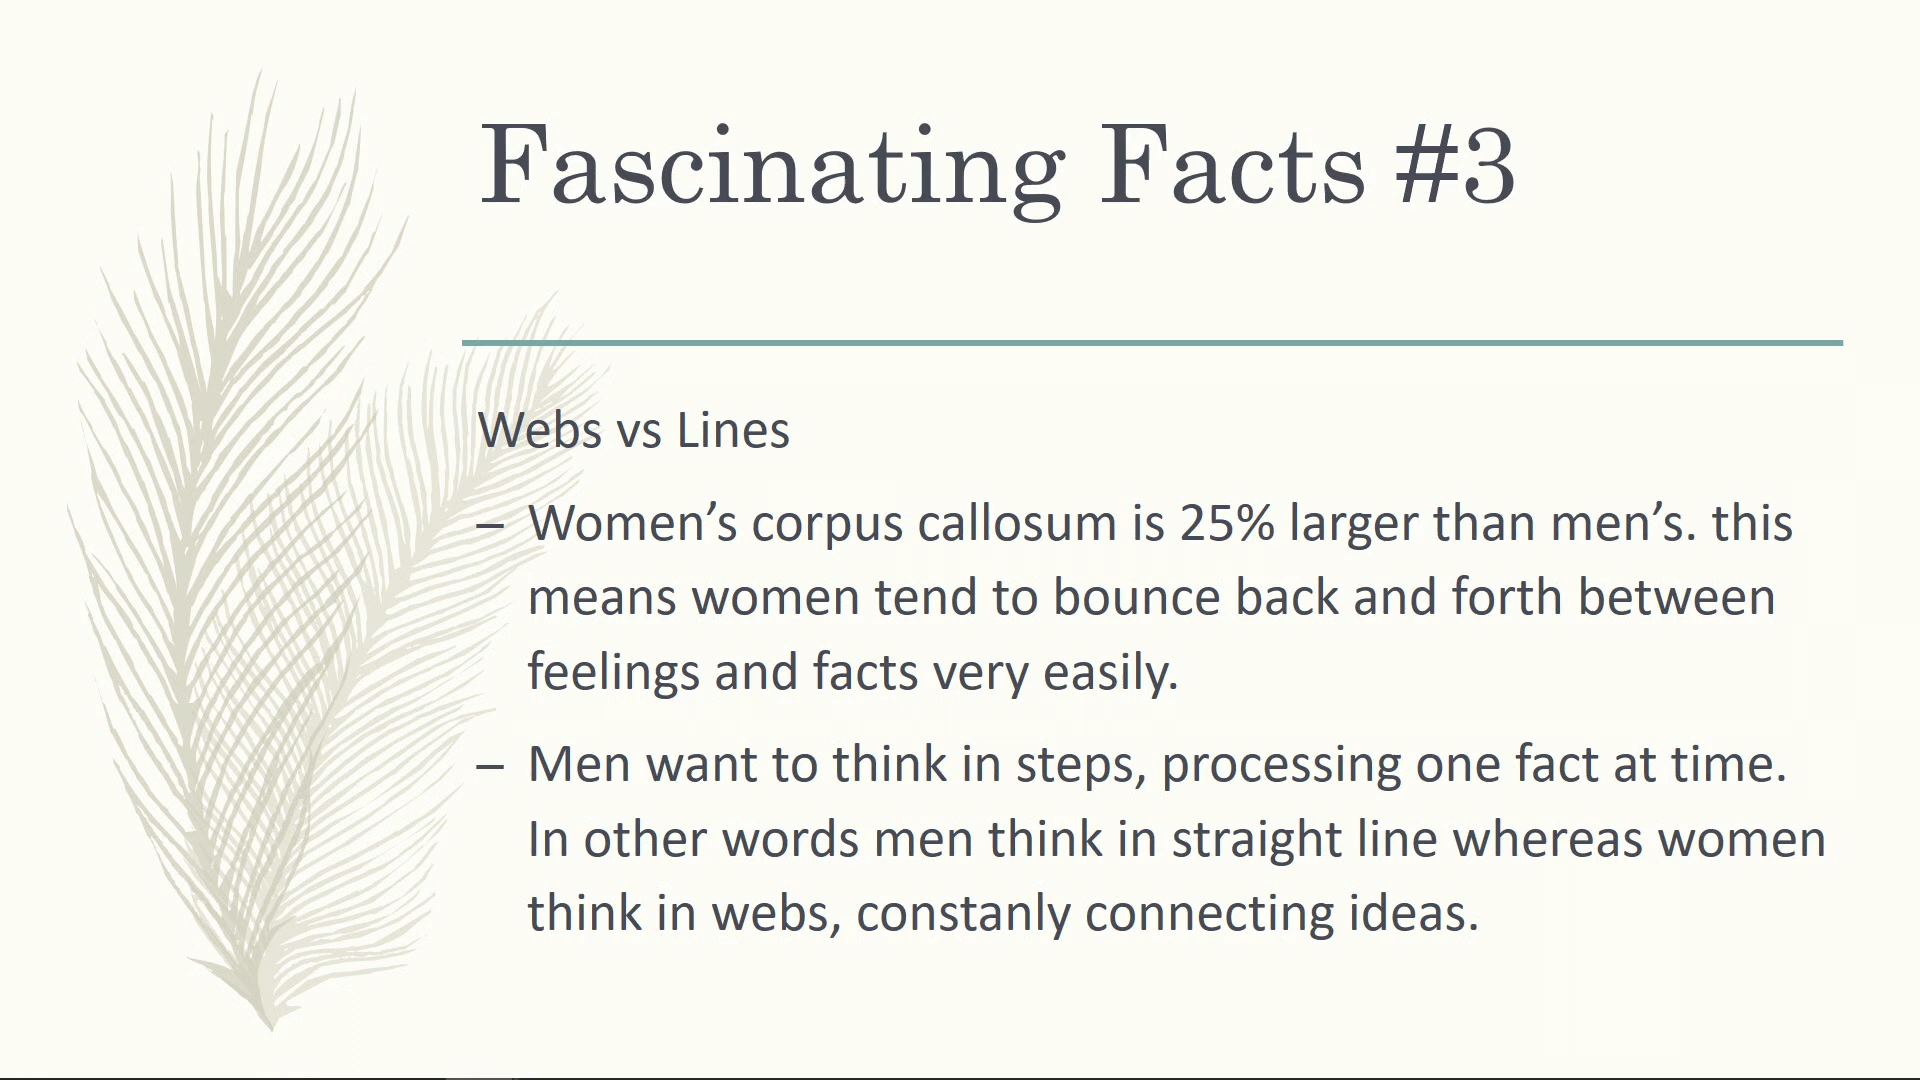 Fascinating Facts #3
Webs vs Lines
– Women’s corpus callosum is 25% larger than men’s. this
means women tend to bounce back and forth between
feelings and facts very easily.
– Men want to think in steps, processing one fact at time.
In other words men think in straight line whereas women
think in webs, constanly connecting ideas.